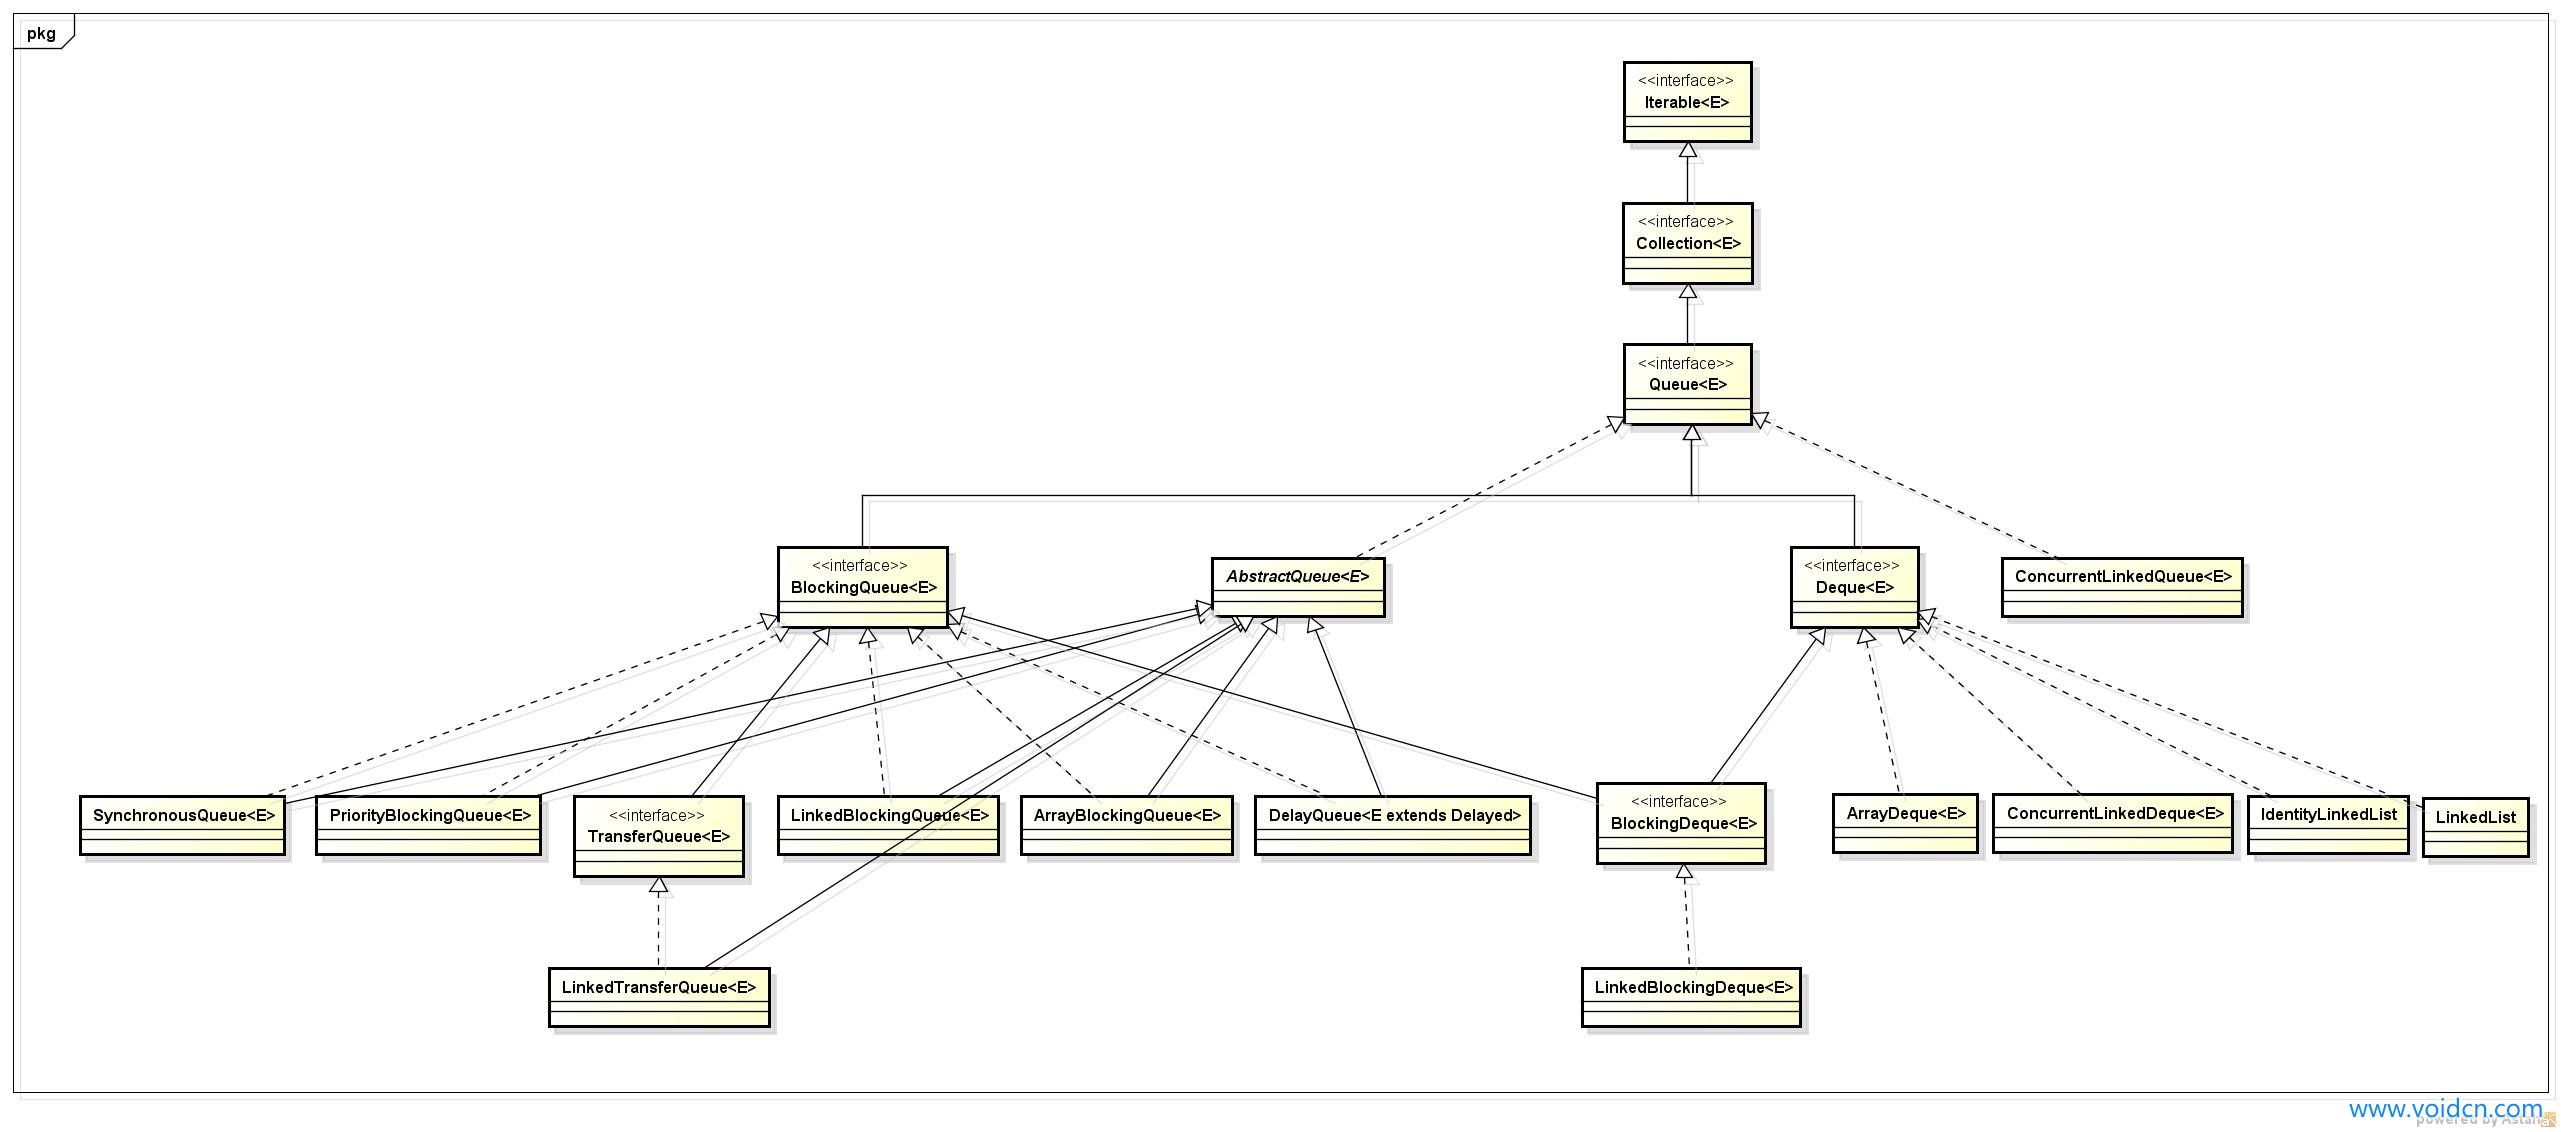 pkg
<<interface>>
Iterable<E>
<<interface>>
Collection<E>
<<interface>>
Queue<E>
<<interface>>
BlockingQueue<E>
AbstractQueue<E>
<<interface>>
Deque<E>
ConcurrentLinkedQueue<E>
SynchronousQueue<E>
PriorityBlockingQueue<E>
<<interface>>
TransferQueue<E>
LinkedBlockingQueue<E>
ArrayBlockingQueue<E>
DelayQueue<E extends Delayed>
<<interface>>
BlockingDeque<E>
ArrayDeque<E>
ConcurrentLinkedDeque<E>
IdentityLinkedList
LinkedList
LinkedTransferQueue<E>
LinkedBlockingDeque<E>
www.voidcn.com
powered by Astah